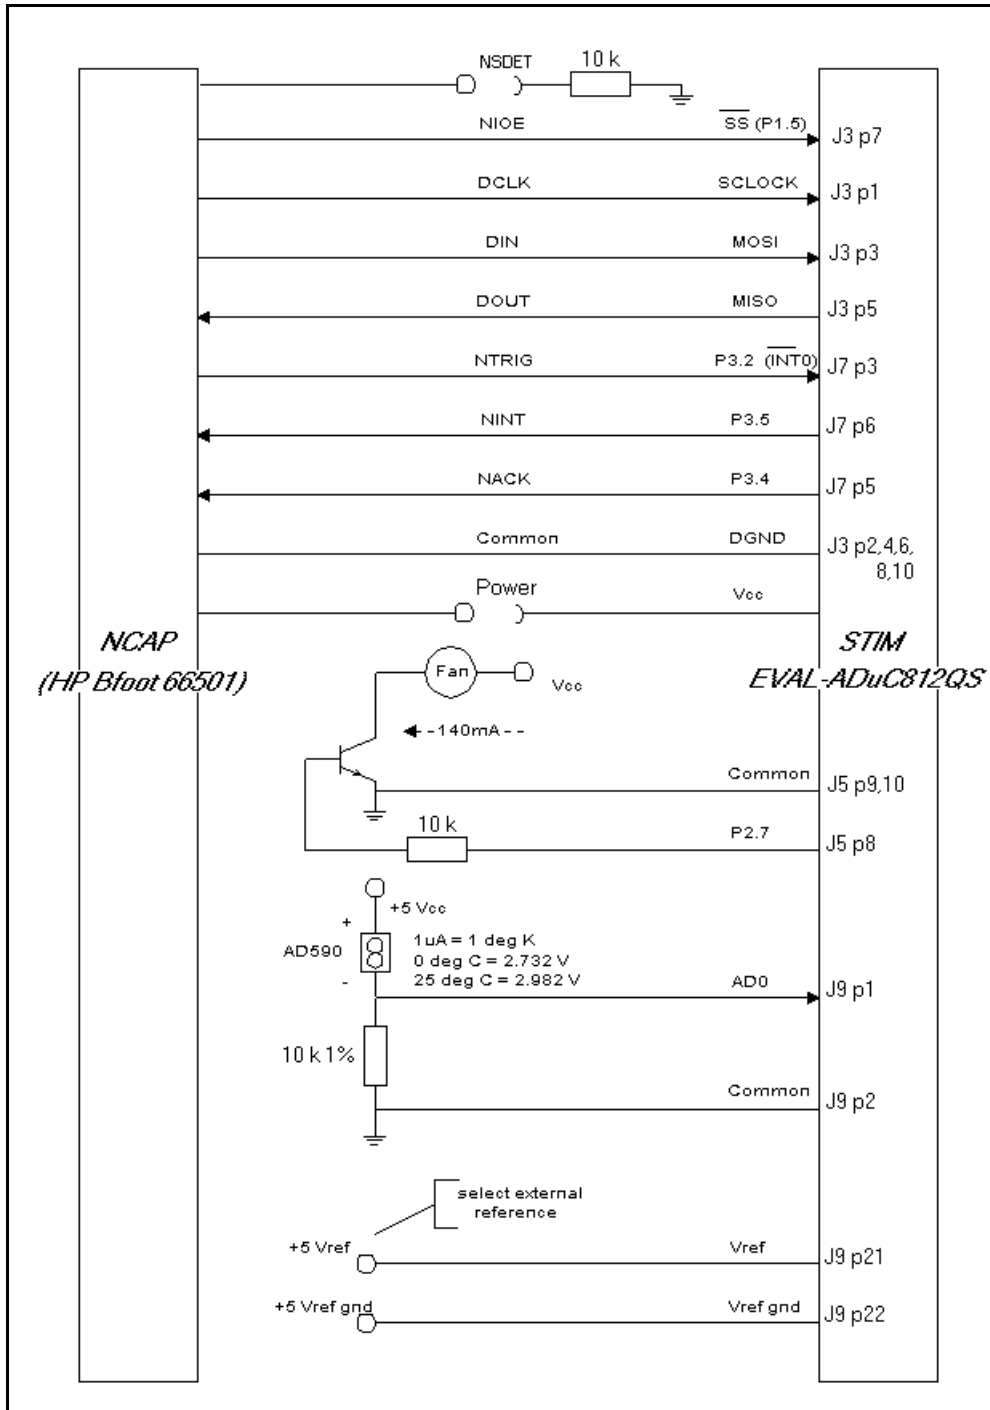 NSDET 10 k
NIOE SS (P1.5) J3 p7
DCLK SCLOCK J3 p1
DIN MOSI J3 p3
DOUT MISO J3 p5
NTRIG P3.2 (INT0) J7 p3
NINT P3.5 J7 p6
NACK P3.4 J7 p5
Common DGND J3 p2,4,6,
8,10
Power Vcc
NCAP
(HP Bfoot 66501)
STIM
EVAL-ADuC812QS
Fan Vcc
--140mA--
Common J5 p9,10
10 k P2.7 J5 p8
+5 Vcc
+
AD590
-
1uA = 1 deg K
0 deg C = 2.732 V
25 deg C = 2.982 V
AD0 J9 p1
10 k 1%
Common J9 p2
select external
reference
+5 Vref Vref J9 p21
+5 Vref gnd Vref gnd J9 p22